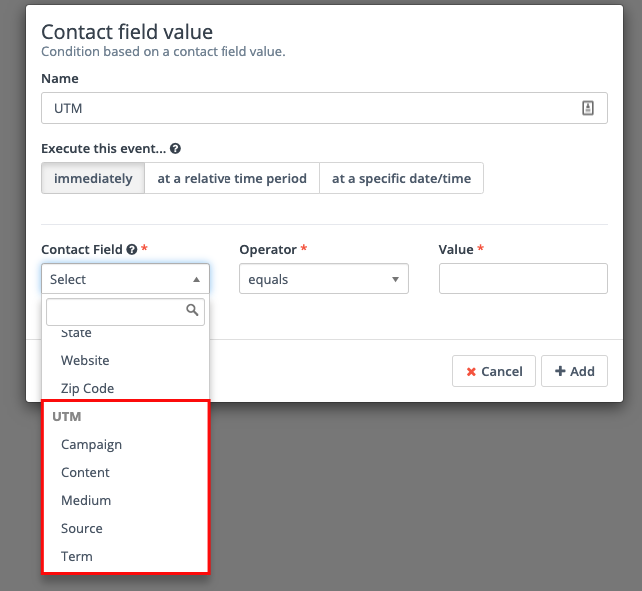 Contact field value
Condition based on a contact field value.
Name
UTM
Execute this event...
immediately at a relative time period at a specific date/time
Contact Field * Operator * Value *
Select equals
State
Website
Zip Code
Cancel Add
UTM
Campaign
Content
Medium
Source
Term